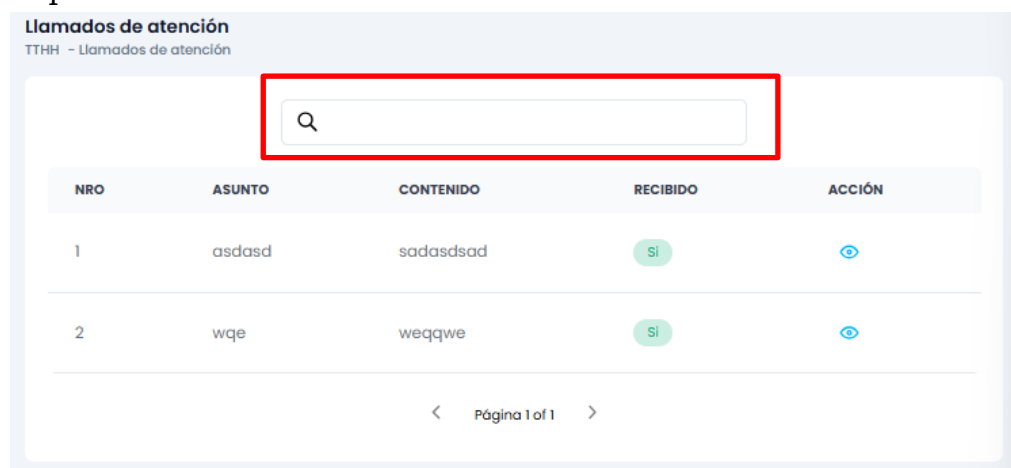 Llamados de atención
TTHH - Llamados de atención
NRO ASUNTO CONTENIDO RECIBIDO ACCIÓN
1 asdasd sadasdsad Si
2 wqe weqqwe Si
Página 1 of 1